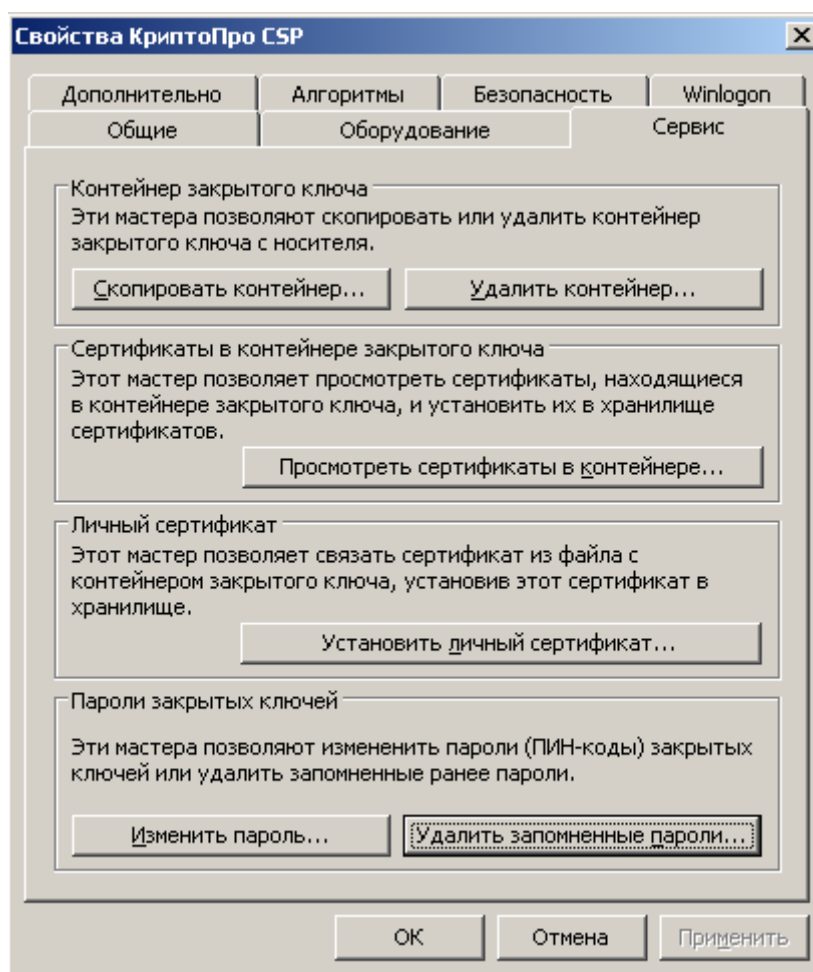 Свойства КриптоПро CSP
Дополнительно Алгоритмы Безопасность Winlogon
Общие Оборудование Сервис
Контейнер закрытого ключа
Эти мастера позволяют скопировать или удалить контейнер
закрытого ключа с носителя.
Скопировать контейнер... Удалить контейнер...
Сертификаты в контейнере закрытого ключа
Этот мастер позволяет просмотреть сертификаты, находящиеся
в контейнере закрытого ключа, и установить их в хранилище
сертификатов.
Просмотреть сертификаты в контейнере...
Личный сертификат
Этот мастер позволяет связать сертификат из файла с
контейнером закрытого ключа, установив этот сертификат в
хранилище.
Установить личный сертификат...
Пароли закрытых ключей
Эти мастера позволяют измененить пароли (ПИН-коды) закрытых
ключей или удалить запомненные ранее пароли.
Изменить пароль... Удалить запомненные пароли...
ОК Отмена Применить